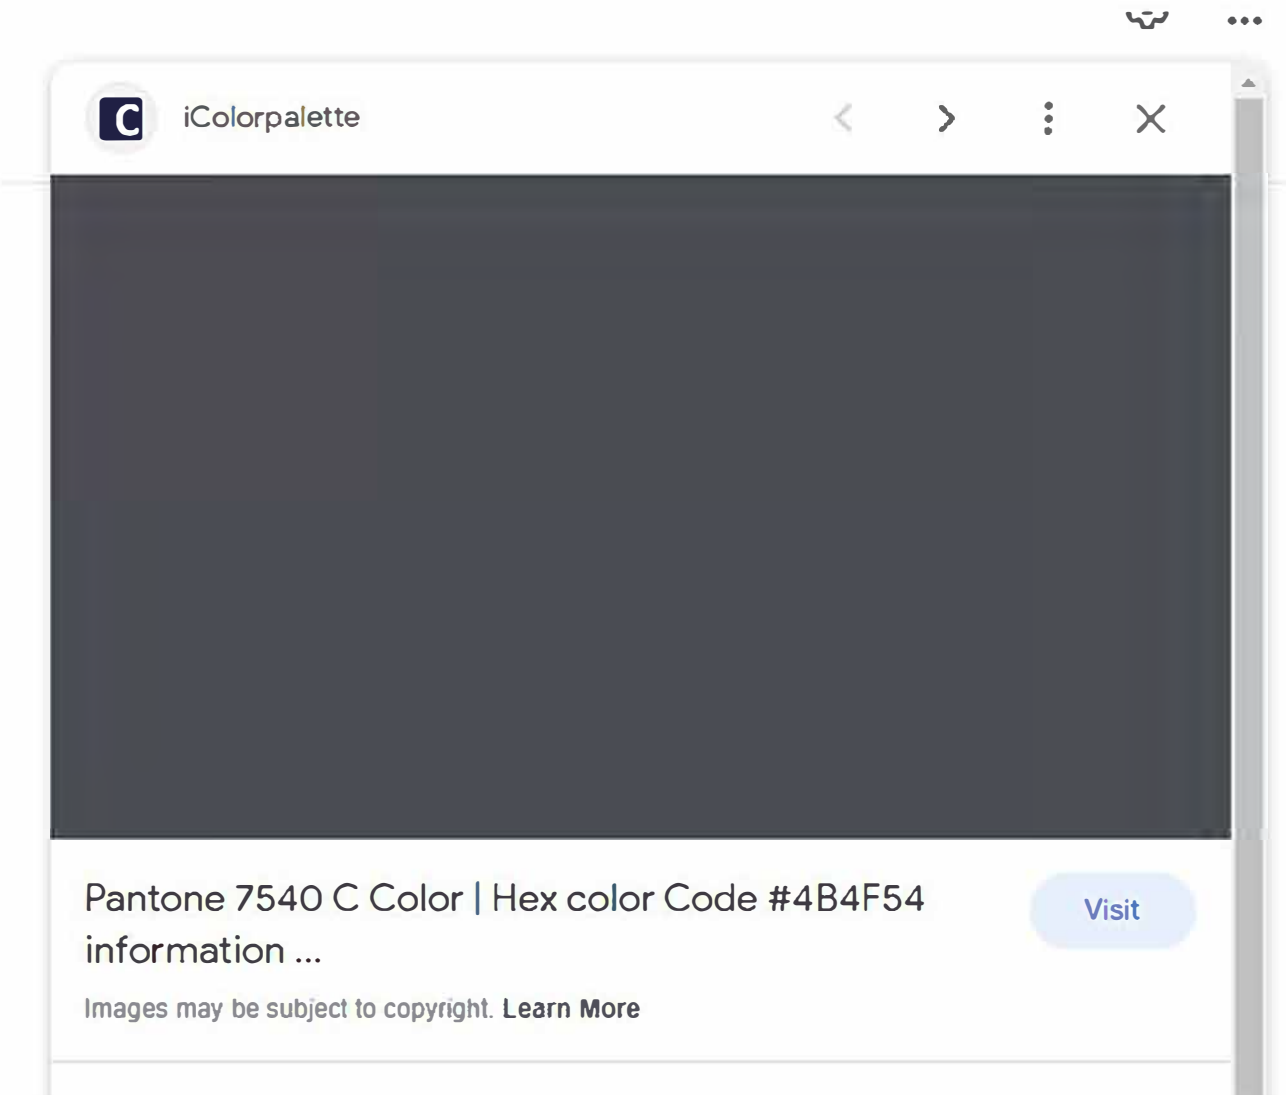 C iColorpalette
Pantone 7540 C Color | Hex color Code #4B4F54
information ...
Visit
Images may be subject to copyright. Learn More